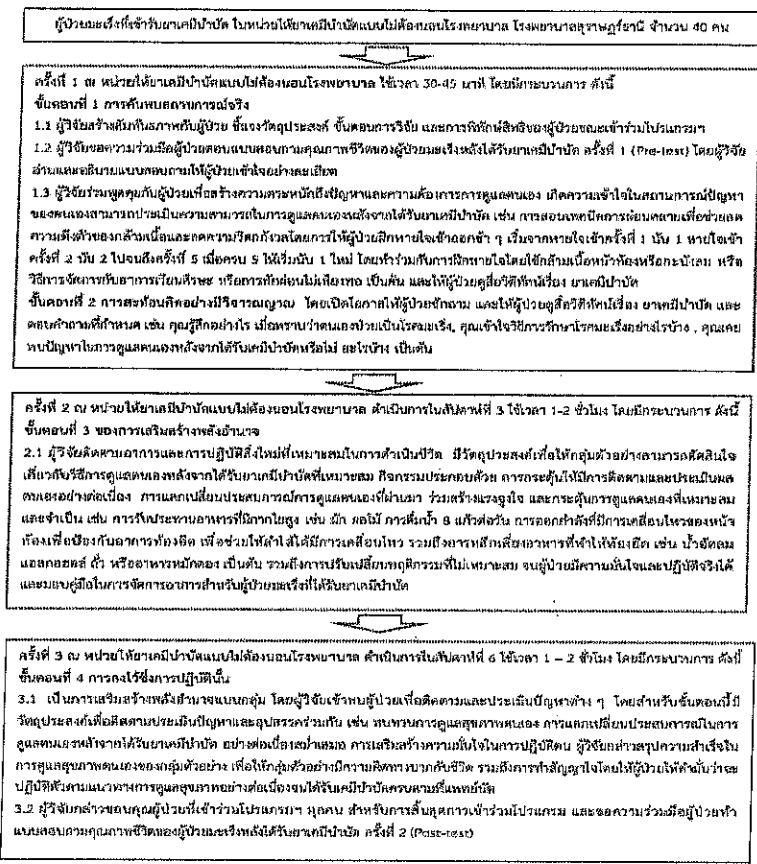 ผู้ป่วยมะเร็งที่เข้ารับยาเคมีบำบัด ในหน่วยให้ยาเคมีบำบัดแบบไม่ต้องนอนโรงพยาบาล โรงพยาบาลสุราษฎร์ธานี จำนวน 40 คน
ครั้งที่ 1 ณ หน่วยให้ยาเคมีบำบัดแบบไม่ต้องนอนโรงพยาบาล ใช้เวลา 30-45 นาที โดยมีกระบวนการ ดังนี้
ขั้นตอนที่ 1 การค้นพบสถานการณ์จริง
1.1 ผู้วิจัยสร้างสัมพันธภาพกับผู้ป่วย ชี้แจงวัตถุประสงค์ ขั้นตอนการวิจัย และการพิทักษ์สิทธิของผู้ป่วยขณะเข้าร่วมโปรแกรมฯ
1.2 ผู้วิจัยขอความร่วมมือผู้ป่วยตอบแบบสอบถามคุณภาพชีวิตของผู้ป่วยมะเร็งหลังได้รับยาเคมีบำบัด ครั้งที่ 1 (Pre-test) โดยผู้วิจัย
อ่านและอธิบายแบบสอบถามให้ผู้ป่วยเข้าใจอย่างละเอียด
1.3 ผู้วิจัยร่วมพูดคุยกับผู้ป่วยเพื่อสร้างความตระหนักถึงปัญหาและความต้องการการดูแลตนเอง เกิดความเข้าใจในสถานการณ์ปัญหา
ของตนเองสามารถประเมินความสามารถในการดูแลตนเองหลังจากได้รับยาเคมีบำบัด เช่น การสอนเทคนิคการผ่อนคลายเพื่อช่วยลด
ความตึงตัวของกล้ามเนื้อและลดความวิตกกังวลโดยการให้ผู้ป่วยฝึกหายใจเข้าออกช้า ๆ เริ่มจากหายใจเข้าครั้งที่ 1 นับ 1 หายใจเข้า
ครั้งที่ 2 นับ 2 ไปจนถึงครั้งที่ 5 เมื่อครบ 5 ให้เริ่มนับ 1 ใหม่ โดยทำร่วมกับการฝึกหายใจโดยใช้กล้ามเนื้อหน้าท้องหรือกะบังลม หรือ
วิธีการจัดการกับอาการเวียนศีรษะ หรือการพักผ่อนไม่เพียงพอ เป็นต้น และให้ผู้ป่วยดูสื่อวีดิทัศน์เรื่อง ยาเคมีบำบัด
ขั้นตอนที่ 2 การสะท้อนคิดอย่างมีวิจารณญาณ โดยเปิดโอกาสให้ผู้ป่วยซักถาม และให้ผู้ป่วยดูสื่อวีดิทัศน์เรื่อง ยาเคมีบำบัด และ
ตอบคำถามที่กำหนด เช่น คุณรู้สึกอย่างไร เมื่อทราบว่าตนเองป่วยเป็นโรคมะเร็ง, คุณเข้าใจวิธีการรักษาโรคมะเร็งอย่างไรบ้าง , คุณเคย
พบปัญหาในการดูแลตนเองหลังจากได้รับเคมีบำบัดหรือไม่ อะไรบ้าง เป็นต้น
ครั้งที่ 2 ณ หน่วยให้ยาเคมีบำบัดแบบไม่ต้องนอนโรงพยาบาล ดำเนินการในสัปดาห์ที่ 3 ใช้เวลา 1-2 ชั่วโมง โดยมีกระบวนการ ดังนี้
ขั้นตอนที่ 3 ของการเสริมสร้างพลังอำนาจ
2.1 ผู้วิจัยติดตามอาการและการปฏิบัติสิ่งใหม่ที่เหมาะสมในการดำเนินชีวิต มีวัตถุประสงค์เพื่อให้กลุ่มตัวอย่างสามารถตัดสินใจ
เกี่ยวกับวิธีการดูแลตนเองหลังจากได้รับยาเคมีบำบัดที่เหมาะสม กิจกรรมประกอบด้วย การกระตุ้นให้มีการติดตามและประเมินผล
ตนเองอย่างต่อเนื่อง การแลกเปลี่ยนประสบการณ์การดูแลตนเองที่ผ่านมา ร่วมสร้างแรงจูงใจ และกระตุ้นการดูแลตนเองที่เหมาะสม
และจำเป็น เช่น การรับประทานอาหารที่มีกากใยสูง เช่น ผัก ผลไม้ การดื่มน้ำ 8 แก้วต่อวัน การออกกำลังที่มีการเคลื่อนไหวของหน้า
ท้องเพื่อป้องกันอาการท้องอืด เพื่อช่วยให้ลำไส้ได้มีการเคลื่อนไหว รวมถึงการหลีกเลี่ยงอาหารที่ทำให้ท้องอืด เช่น น้ำอัดลม
แอลกอฮอล์ ถั่ว หรืออาหารหมักดอง เป็นต้น รวมถึงการปรับเปลี่ยนพฤติกรรมที่ไม่เหมาะสม จนผู้ป่วยมีความมั่นใจและปฏิบัติจริงได้
และมอบคู่มือในการจัดการอาการสำหรับผู้ป่วยมะเร็งที่ได้รับยาเคมีบำบัด
ครั้งที่ 3 ณ หน่วยให้ยาเคมีบำบัดแบบไม่ต้องนอนโรงพยาบาล ดำเนินการในสัปดาห์ที่ 6 ใช้เวลา 1 – 2 ชั่วโมง โดยมีกระบวนการ ดังนี้
ขั้นตอนที่ 4 การคงไว้ซึ่งการปฏิบัตินั้น
3.1 เป็นการเสริมสร้างพลังอำนาจแบบกลุ่ม โดยผู้วิจัยเข้าพบผู้ป่วยเพื่อติดตามและประเมินปัญหาต่าง ๆ โดยสำหรับขั้นตอนนี้มี
วัตถุประสงค์เพื่อติดตามประเมินปัญหาและอุปสรรคร่วมกัน เช่น ทบทวนการดูแลสุขภาพตนเอง การแลกเปลี่ยนประสบการณ์ในการ
ดูแลตนเองหลังจากได้รับยาเคมีบำบัด อย่างต่อเนื่องสม่ำเสมอ การเสริมสร้างความมั่นใจในการปฏิบัติตน ผู้วิจัยกล่าวสรุปความสำเร็จใน
การดูแลสุขภาพตนเองของกลุ่มตัวอย่าง เพื่อให้กลุ่มตัวอย่างมีความคิดทางบวกกับชีวิต รวมถึงการทำสัญญาใจโดยให้ผู้ป่วยให้คำมั่นว่าจะ
ปฏิบัติตัวตามแนวทางการดูแลสุขภาพอย่างต่อเนื่องจนได้รับเคมีบำบัดครบตามที่แพทย์นัด
3.2 ผู้วิจัยกล่าวขอบคุณผู้ป่วยที่เข้าร่วมโปรแกรมฯ ทุกคน สำหรับการสิ้นสุดการเข้าร่วมโปรแกรม และขอความร่วมมือผู้ป่วยทำ
แบบสอบถามคุณภาพชีวิตของผู้ป่วยมะเร็งหลังได้รับยาเคมีบำบัด ครั้งที่ 2 (Post-test)